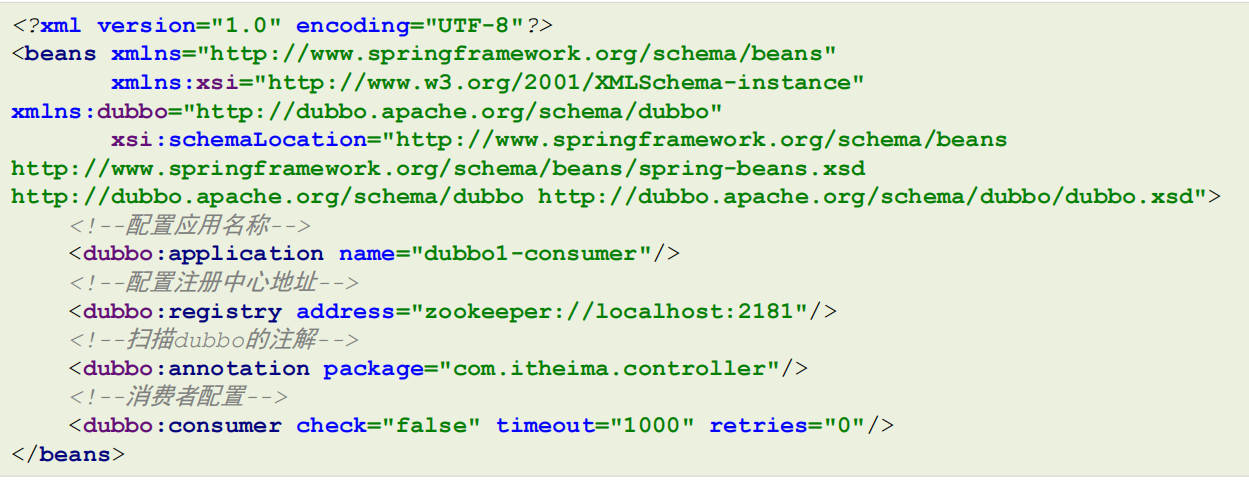 <?xml version="1.0" encoding="UTF-8"?>
<beans xmlns="http://www.springframework.org/schema/beans"
xmlns:xsi="http://www.w3.org/2001/XMLSchema-instance"
xmlns:dubbo="http://dubbo.apache.org/schema/dubbo"
xsi:schemaLocation="http://www.springframework.org/schema/beans
http://www.springframework.org/schema/beans/spring-beans.xsd
http://dubbo.apache.org/schema/dubbo http://dubbo.apache.org/schema/dubbo/dubbo.xsd">
<!--配置应用名称-->
<dubbo:application name="dubbo1-consumer"/>
<!--配置注册中心地址-->
<dubbo:registry address="zookeeper://localhost:2181"/>
<!--扫描dubbo的注解-->
<dubbo:annotation package="com.itheima.controller"/>
<!--消费者配置-->
<dubbo:consumer check="false" timeout="1000" retries="0"/>
</beans>